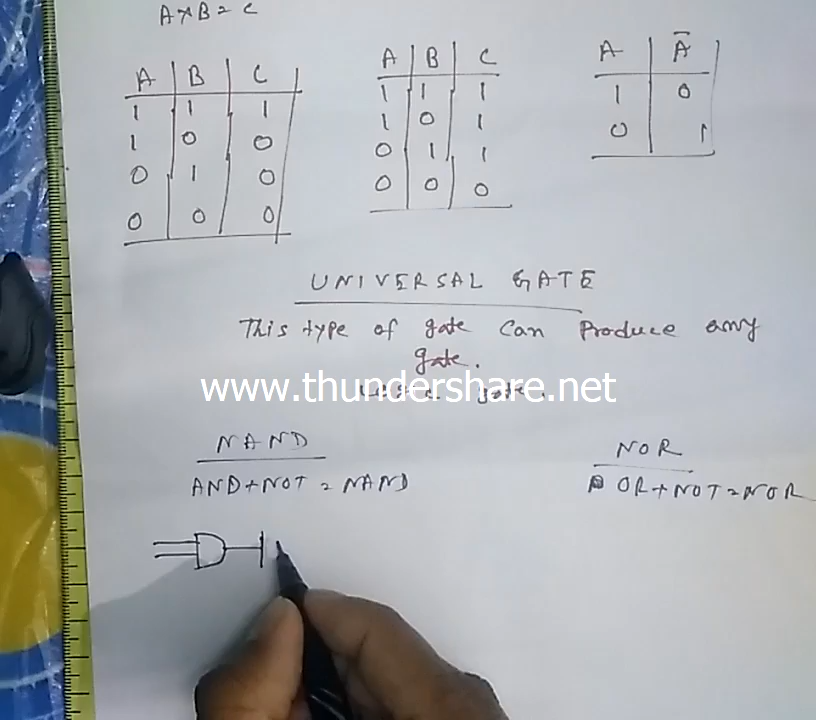 A×B= C
A B C
1 1 1
1 0 0
0 1 0
0 0 0
A B C
1 1 1
1 0 1
0 1 1
0 0 0
A Ā
1 0
0 1
UNIVERSAL GATE
This type of gate can Produce any
gate.
www.thundershare.net
gate.
NAND
AND+NOT=NAND
NOR
OR+NOT=NOR